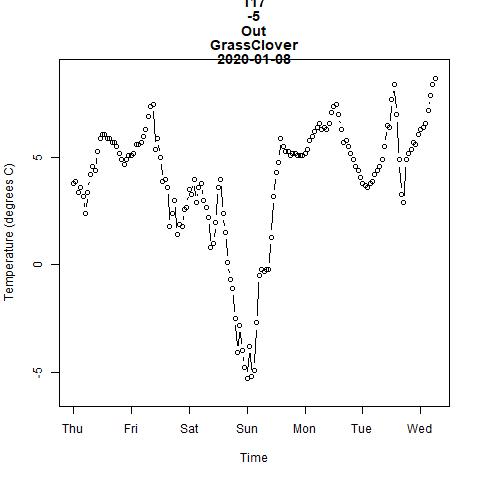 T17
-5
Out
GrassClover
2020-01-08
Temperature (degrees C)
5
0
-5
Thu Fri Sat Sun Mon Tue Wed
Time